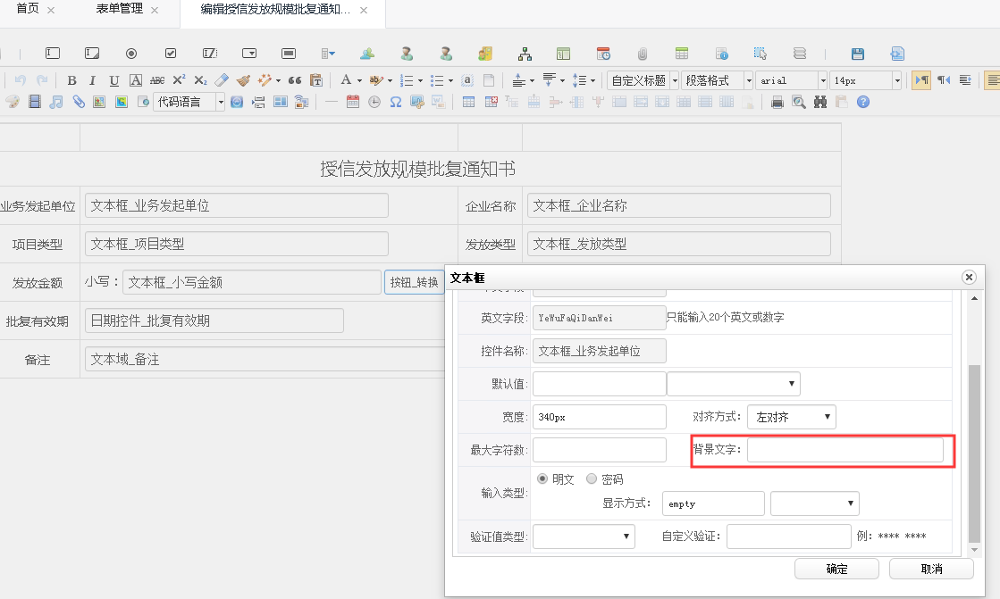 首页 × 表单管理 × 编辑授信发放规模批复通知... ×
自定义标题 段落格式 arial 14px
代码语言
授信发放规模批复通知书
业务发起单位 文本框_业务发起单位 企业名称 文本框_企业名称
项目类型 文本框_项目类型 发放类型 文本框_发放类型
发放金额 小写： 文本框_小写金额 按钮_转换
批复有效期 日期控件_批复有效期
备注 文本域_备注
文本框
英文字段: YeWuFaQiDanWei 只能输入20个英文或数字
控件名称: 文本框_业务发起单位
默认值:
宽度: 340px 对齐方式: 左对齐
最大字符数: 背景文字:
输入类型: 明文 密码
显示方式: empty
验证值类型: 自定义验证: 例: **** ****
确定 取消